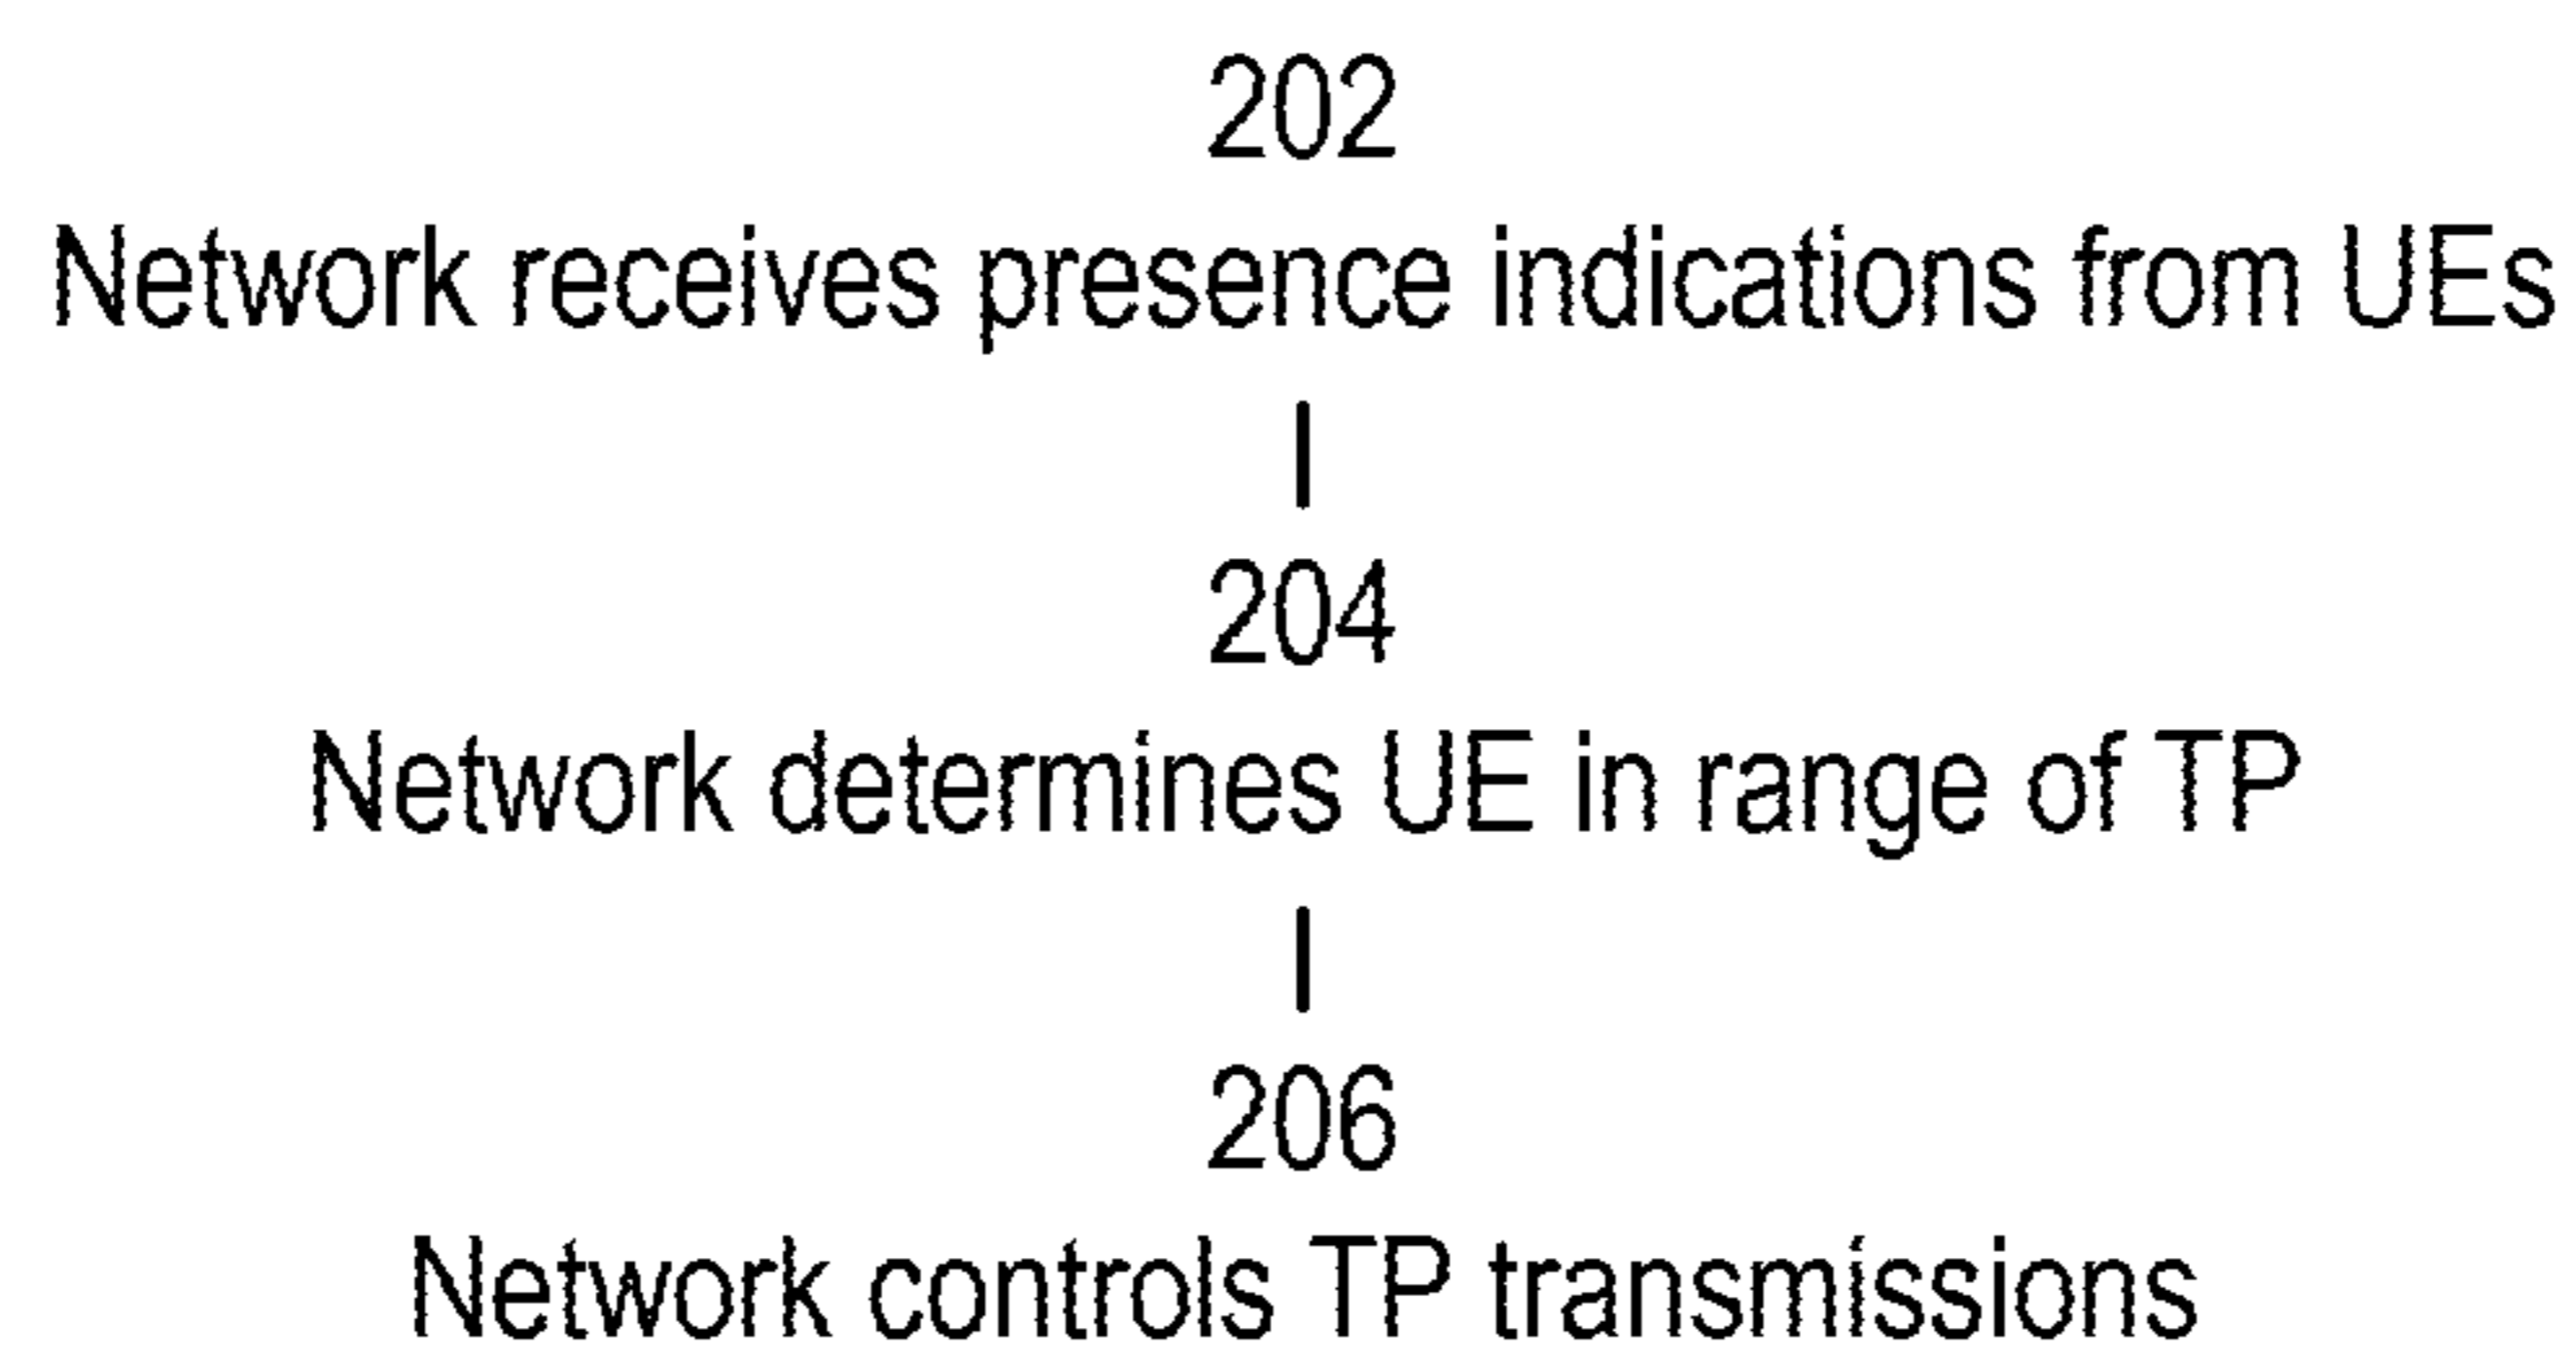 202
Network receives presence indications from UEs
204
Network determines UE in range of TP
206
Network controls TP transmissions